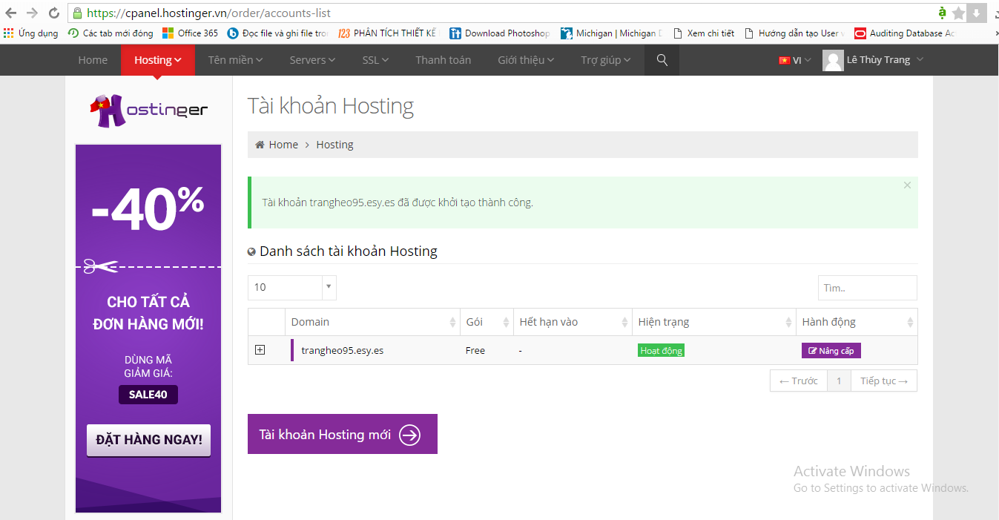 https://cpanel.hostinger.vn/order/accounts-list
Ứng dụng Các tab mới đóng Office 365 Đọc file và ghi file tro 123 PHÂN TÍCH THIẾT KẾ Download Photoshop Michigan | Michigan Xem chi tiết Hướng dẫn tạo User Auditing Database Ac
Home Hosting Tên miền Servers SSL Thanh toán Giới thiệu Trợ giúp VI Lê Thùy Trang
Hostinger
-40%
CHO TẤT CẢ
ĐƠN HÀNG MỚI!
DÙNG MÃ
GIẢM GIÁ:
SALE40
ĐẶT HÀNG NGAY!
Tài khoản Hosting
Home > Hosting
Tài khoản trangheo95.esy.es đã được khởi tạo thành công. ×
Danh sách tài khoản Hosting
10 Tìm..
Domain Gói Hết hạn vào Hiện trạng Hành động
trangheo95.esy.es Free - Hoạt động Nâng cấp
← Trước 1 Tiếp tục →
Tài khoản Hosting mới
Activate Windows
Go to Settings to activate Windows.